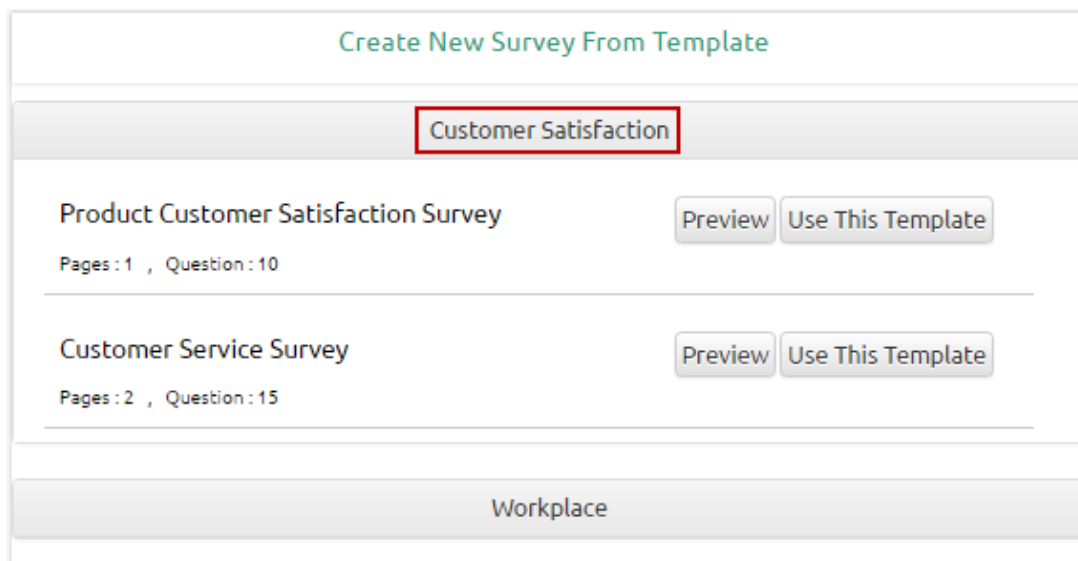 Create New Survey From Template
Customer Satisfaction
Product Customer Satisfaction Survey
Preview
Use This Template
Pages : 1 , Question : 10
Customer Service Survey
Preview
Use This Template
Pages : 2 , Question : 15
Workplace